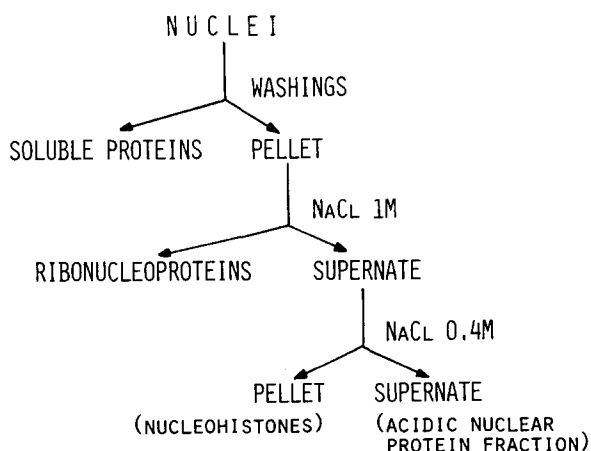 NUCLEI
WASHINGS
SOLUBLE PROTEINS PELLET
NACL 1M
RIBONUCLEOPROTEINS SUPERNATE
NACL 0.4M
PELLET SUPERNATE
(NUCLEOHISTONES) (ACIDIC NUCLEAR
PROTEIN FRACTION)